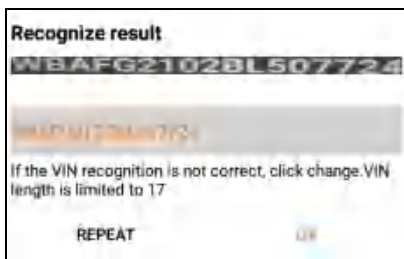 Recognize result
WBAFG21028L507724
If the VIN recognition is not correct, click change.VIN
length is limited to 17
REPEAT
OK